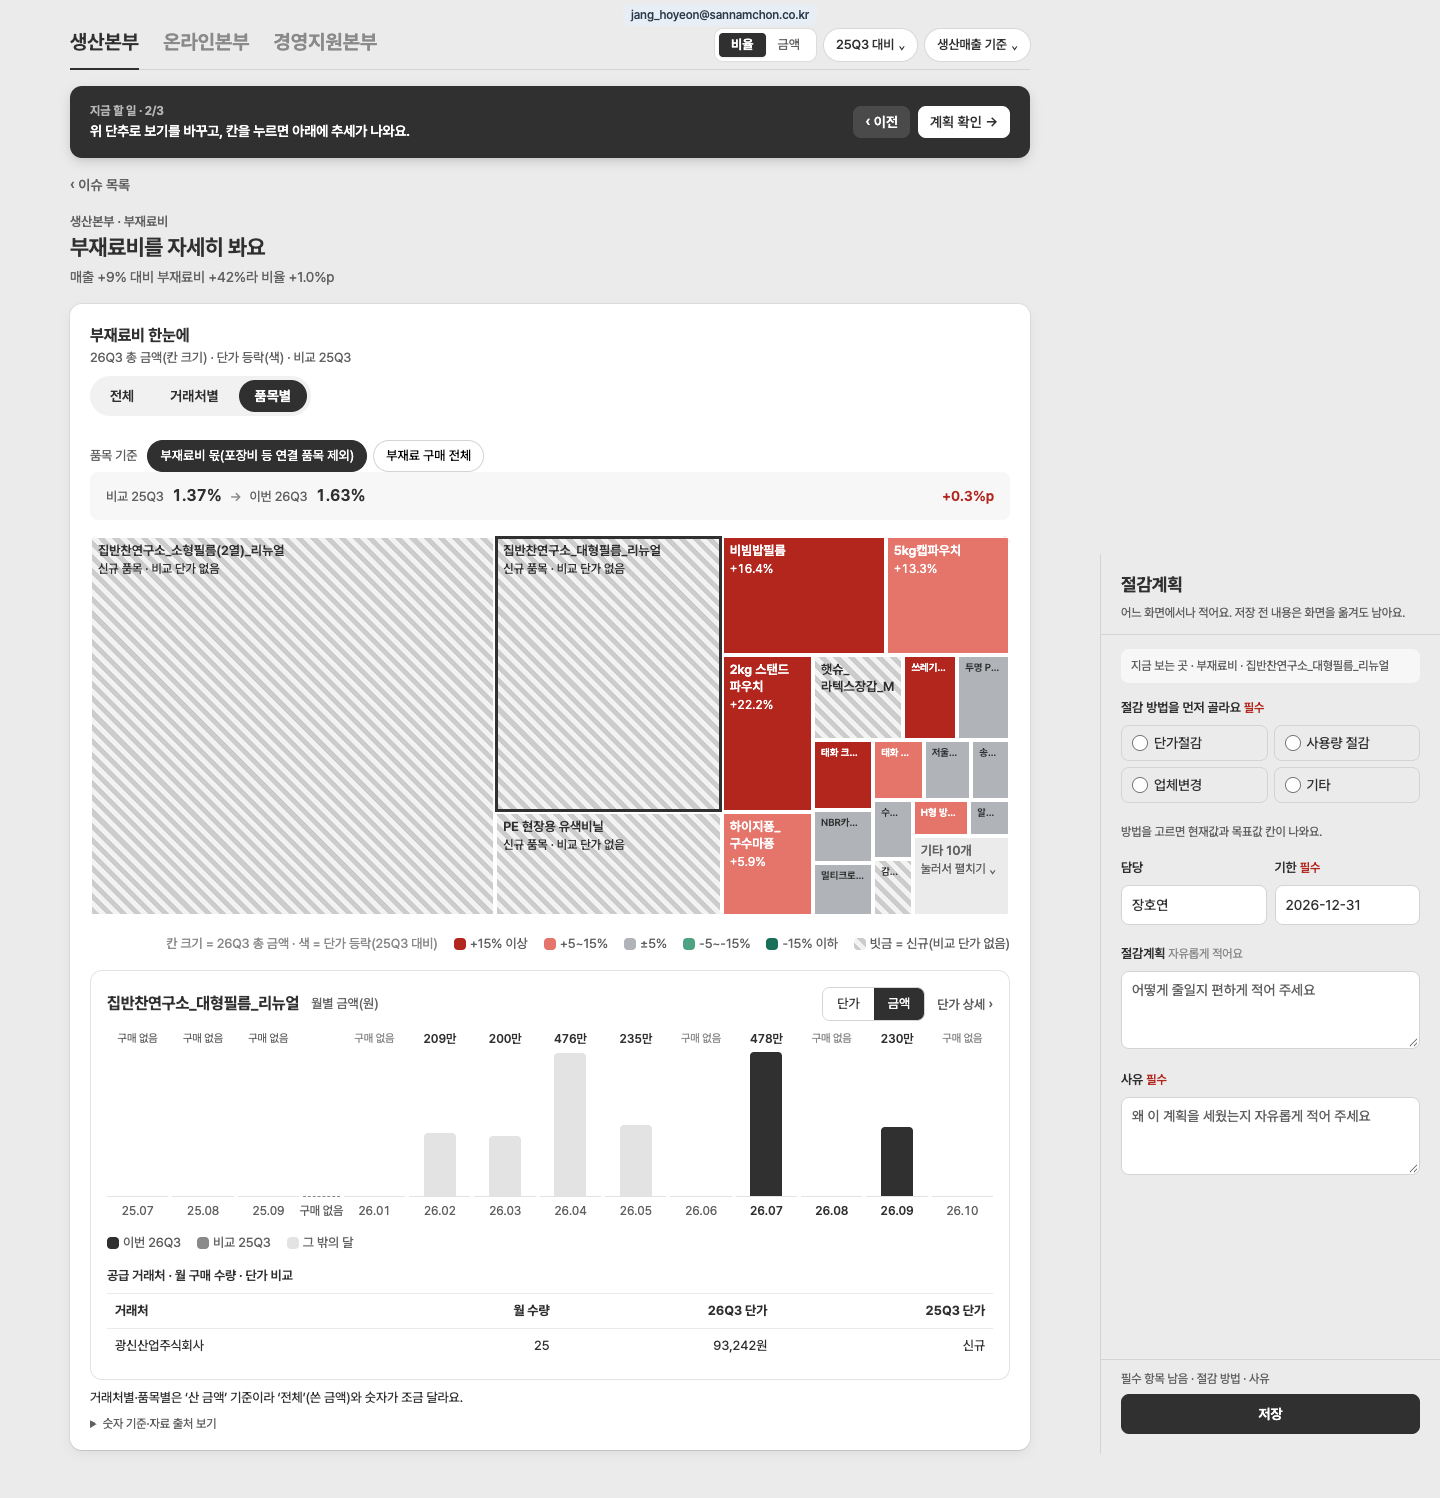 jang_hoyeon@sannamchon.co.kr
생산본부 온라인본부 경영지원본부
비율 금액 25Q3 대비 생산매출 기준
지금 할 일 · 2/3
위 단추로 보기를 바꾸고, 칸을 누르면 아래에 추세가 나와요.
‹ 이전 계획 확인 →
‹ 이슈 목록
생산본부 · 부재료비
부재료비를 자세히 봐요
매출 +9% 대비 부재료비 +42%라 비율 +1.0%p
부재료비 한눈에
26Q3 총 금액(칸 크기) · 단가 등락(색) · 비교 25Q3
전체 거래처별 품목별
품목 기준 부재료비 몫(포장비 등 연결 품목 제외) 부재료 구매 전체
비교 25Q3 1.37% → 이번 26Q3 1.63% +0.3%p
집반찬연구소_소형필름(2열)_리뉴얼
신규 품목 · 비교 단가 없음
집반찬연구소_대형필름_리뉴얼
신규 품목 · 비교 단가 없음
비빔밥필름
+16.4%
5kg캡파우치
+13.3%
2kg 스탠드
파우치
+22.2%
햇슈_
라텍스장갑_M
쓰레기...
투명 P...
태화 크...
태화 ...
저울...
송...
PE 현장용 유색비닐
신규 품목 · 비교 단가 없음
하이지퐁_
구수마퐁
+5.9%
NBR카...
수...
H형 방...
알...
멀티크로...
김...
기타 10개
눌러서 펼치기
칸 크기 = 26Q3 총 금액 · 색 = 단가 등락(25Q3 대비) +15% 이상 +5~15% ±5% -5~-15% -15% 이하 빗금 = 신규(비교 단가 없음)
집반찬연구소_대형필름_리뉴얼 월별 금액(원) 단가 금액 단가 상세 ›
구매 없음 구매 없음 구매 없음 구매 없음 209만 200만 476만 235만 구매 없음 478만 구매 없음 230만 구매 없음
25.07 25.08 25.09 구매 없음 26.01 26.02 26.03 26.04 26.05 26.06 26.07 26.08 26.09 26.10
이번 26Q3 비교 25Q3 그 밖의 달
공급 거래처 · 월 구매 수량 · 단가 비교
거래처 월 수량 26Q3 단가 25Q3 단가
광신산업주식회사 25 93,242원 신규
거래처별·품목별은 ‘산 금액’ 기준이라 ‘전체’(쓴 금액)와 숫자가 조금 달라요.
▶ 숫자 기준·자료 출처 보기
절감계획
어느 화면에서나 적어요. 저장 전 내용은 화면을 옮겨도 남아요.
지금 보는 곳 · 부재료비 · 집반찬연구소_대형필름_리뉴얼
절감 방법을 먼저 골라요 필수
단가절감 사용량 절감
업체변경 기타
방법을 고르면 현재값과 목표값 칸이 나와요.
담당 기한 필수
장호연 2026-12-31
절감계획 자유롭게 적어요
어떻게 줄일지 편하게 적어 주세요
사유 필수
왜 이 계획을 세웠는지 자유롭게 적어 주세요
필수 항목 남음 · 절감 방법 · 사유
저장